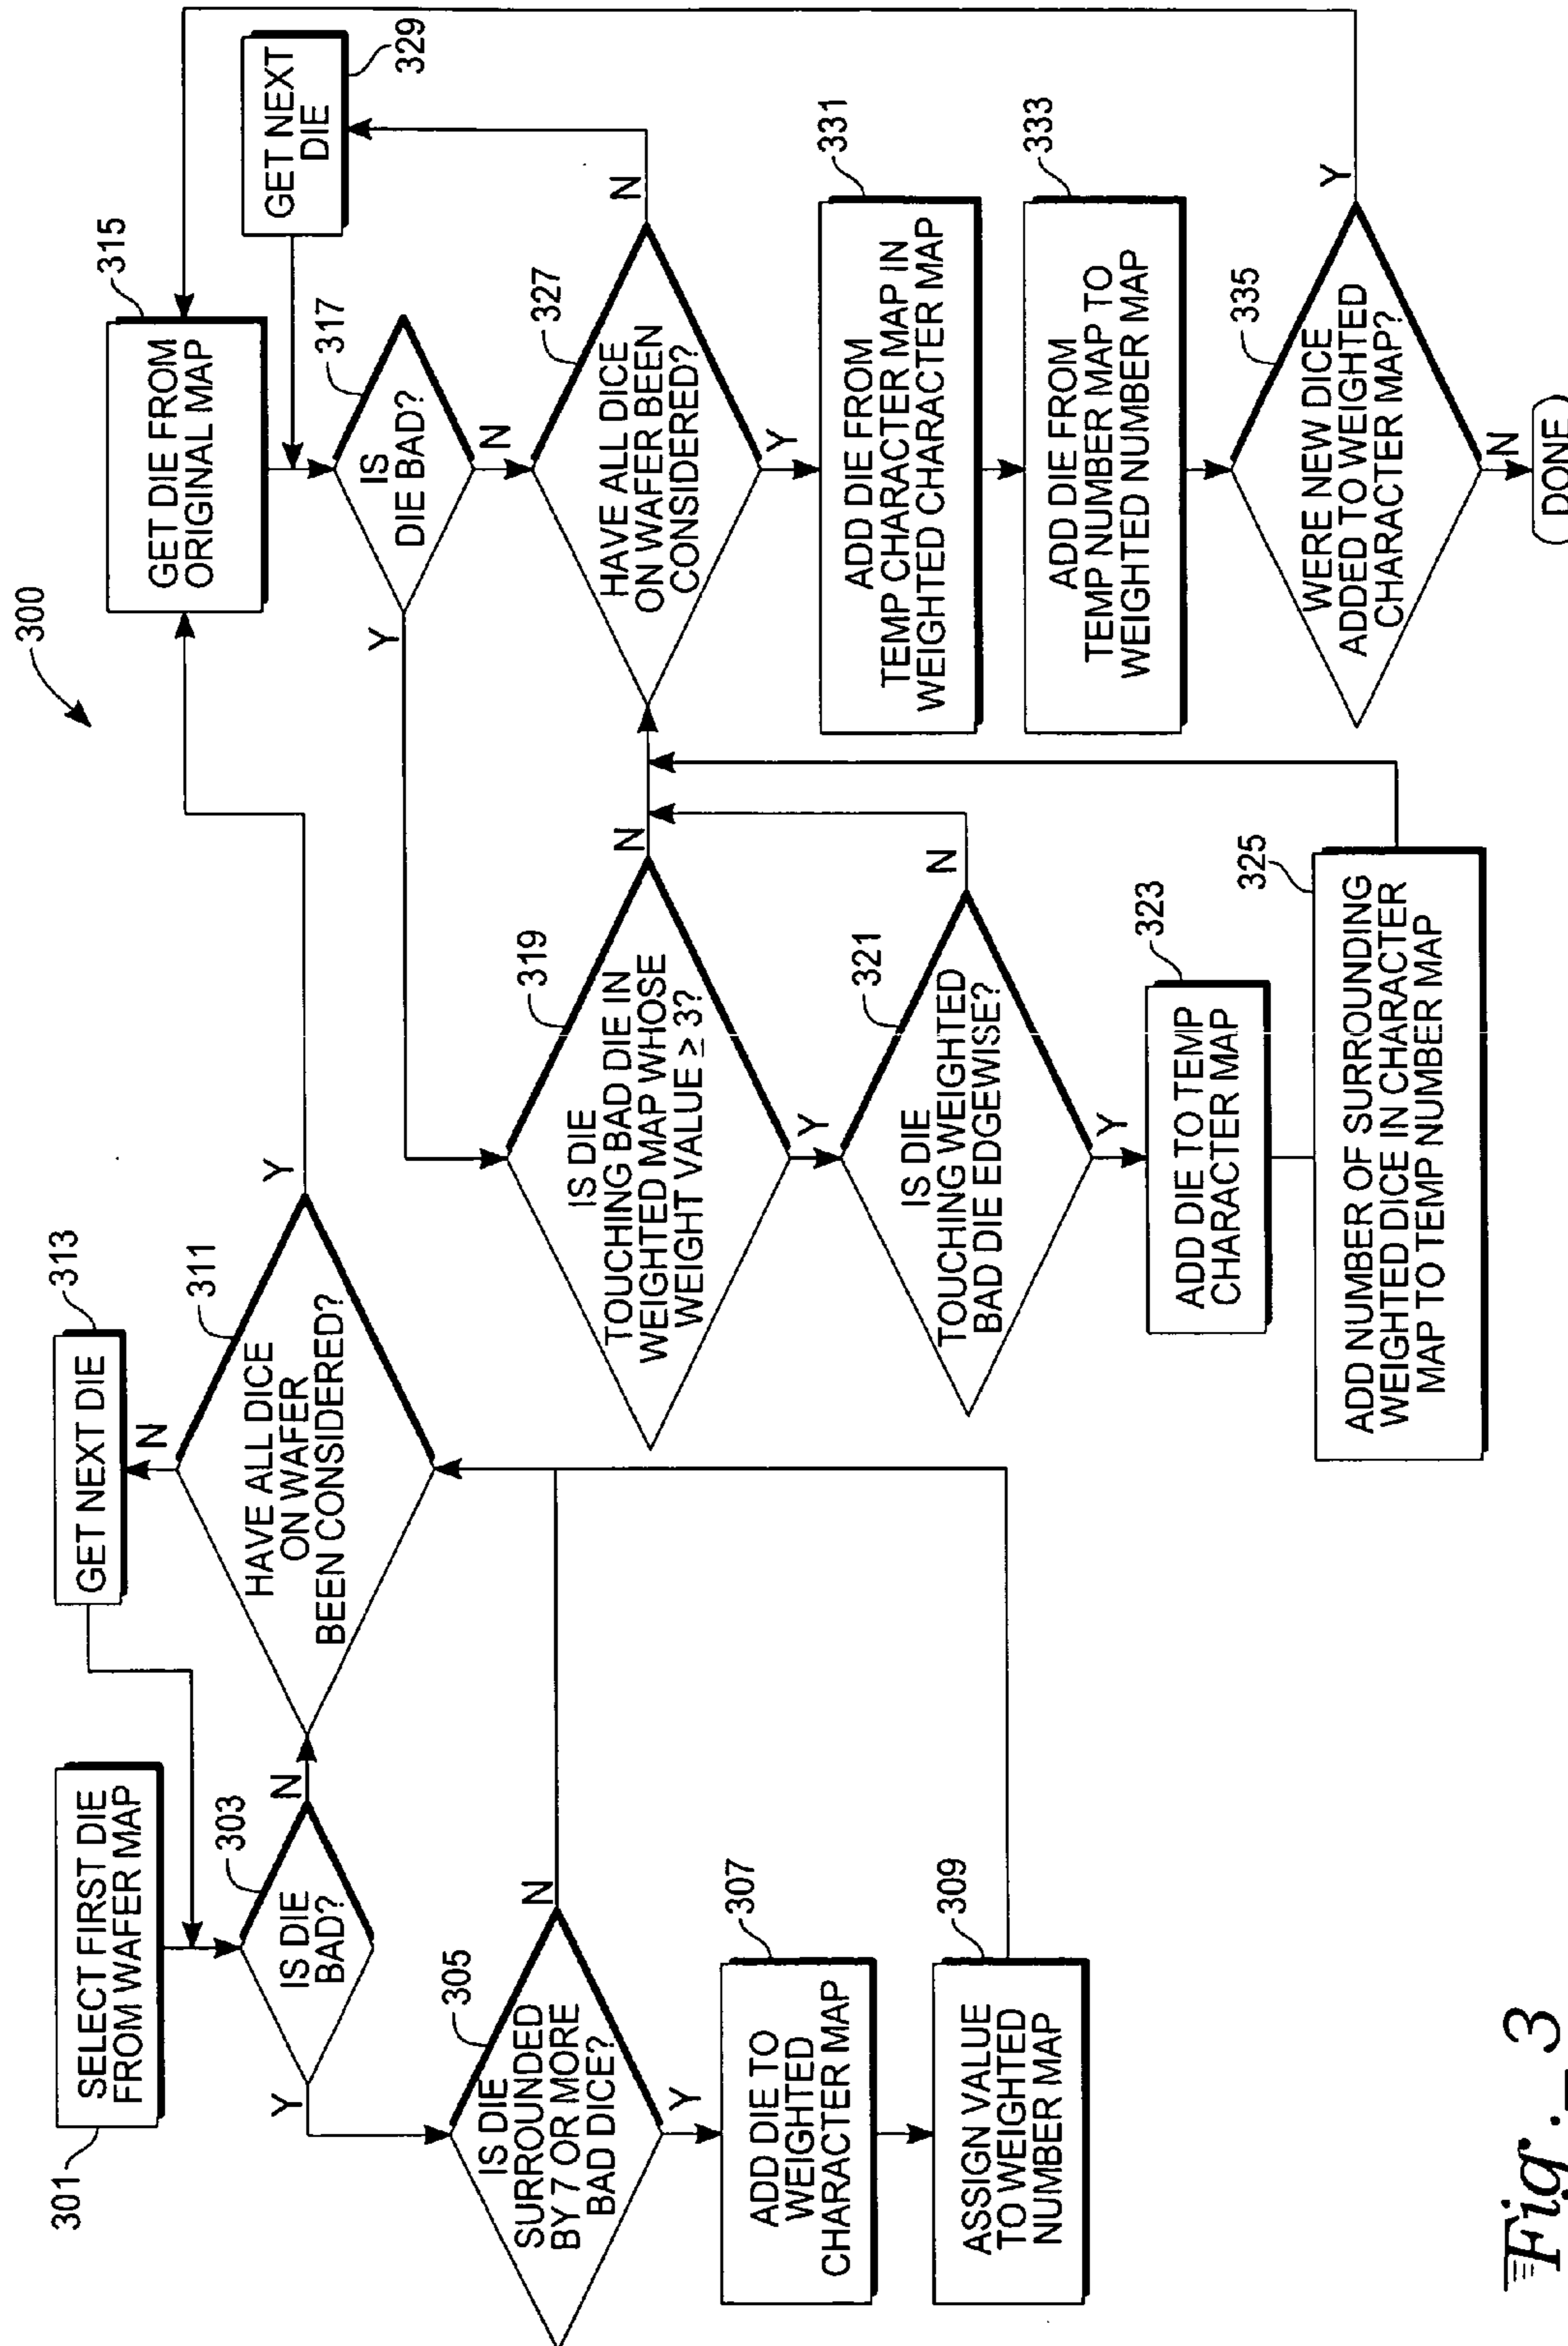 300
301
SELECT FIRST DIE
FROM WAFER MAP
303
IS DIE
BAD?
Y
N
305
IS DIE
SURROUNDED
BY 7 OR MORE
BAD DICE?
N
Y
307
ADD DIE TO
WEIGHTED
CHARACTER MAP
309
ASSIGN VALUE
TO WEIGHTED
NUMBER MAP
313
GET NEXT DIE
N
311
HAVE ALL DICE
ON WAFER
BEEN CONSIDERED?
Y
315
GET DIE FROM
ORIGINAL MAP
317
IS
DIE BAD?
Y
N
319
IS DIE
TOUCHING BAD DIE IN
WEIGHTED MAP WHOSE
WEIGHT VALUE ≥ 3?
N
Y
321
IS DIE
TOUCHING WEIGHTED
BAD DIE EDGEWISE?
N
Y
323
ADD DIE TO TEMP
CHARACTER MAP
325
ADD NUMBER OF SURROUNDING
WEIGHTED DICE IN CHARACTER
MAP TO TEMP NUMBER MAP
327
HAVE ALL DICE
ON WAFER BEEN
CONSIDERED?
N
Y
329
GET NEXT
DIE
331
ADD DIE FROM
TEMP CHARACTER MAP IN
WEIGHTED CHARACTER MAP
333
ADD DIE FROM
TEMP NUMBER MAP TO
WEIGHTED NUMBER MAP
335
WERE NEW DICE
ADDED TO WEIGHTED
CHARACTER MAP?
Y
N
DONE
Fig._3